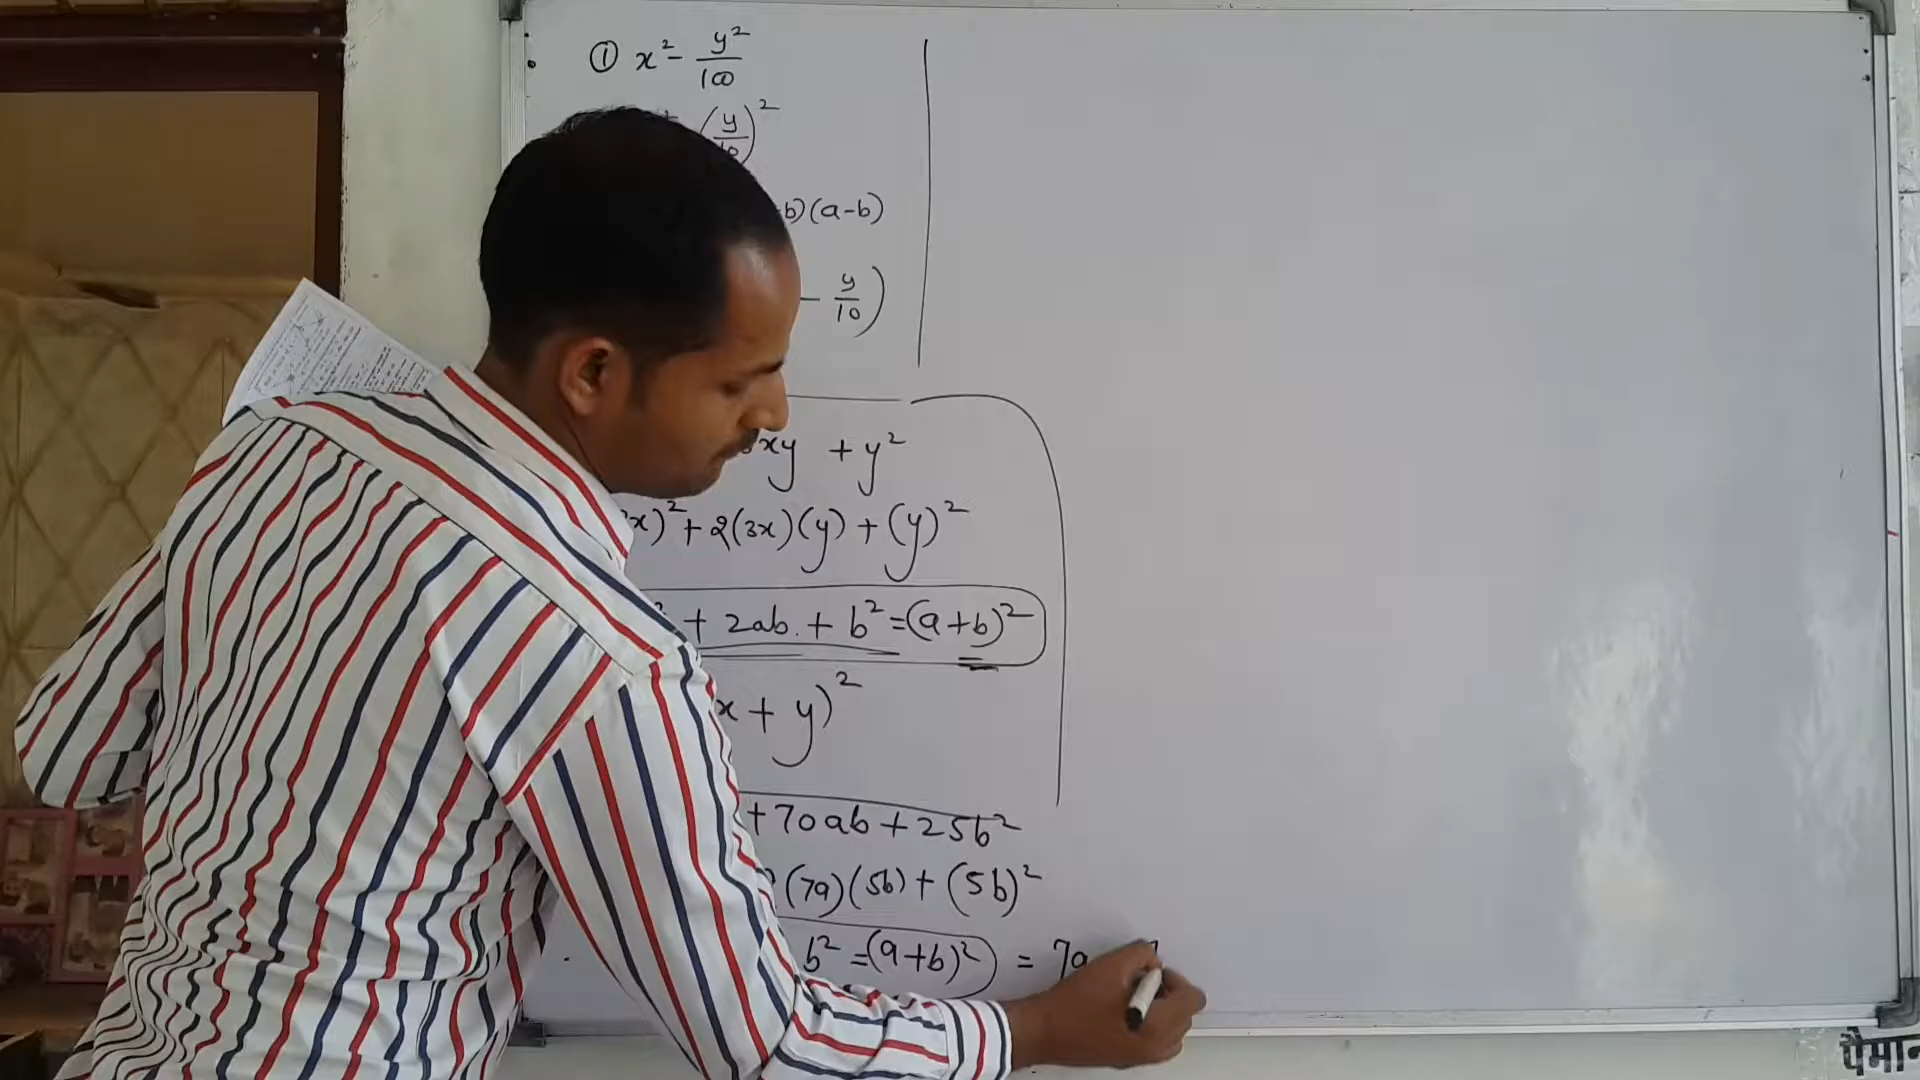 ① x² - y²/100
(y/10)²
b)(a-b)
- y/10)
xy + y²
x)² + 2(3x)(y) + (y)²
+ 2ab + b² = (a+b)²
x + y)²
+70ab+25b²
(7a)(5b) + (5b)²
b² = (a+b)² = 7a